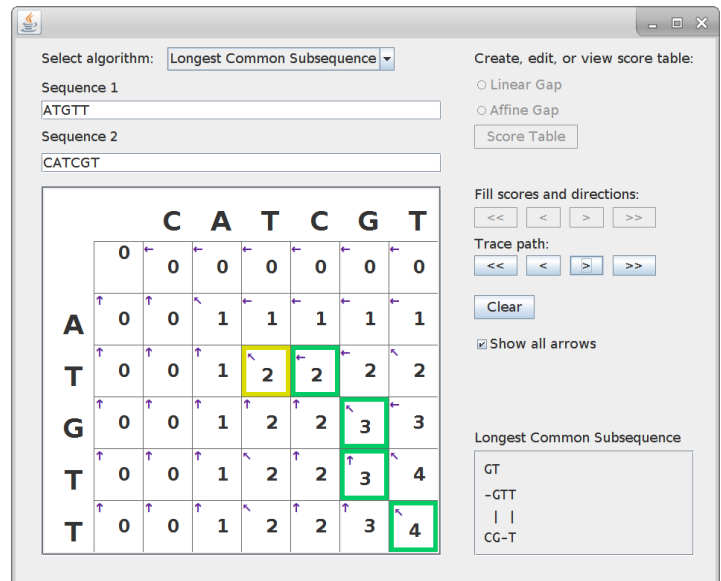 Select algorithm: Longest Common Subsequence
Sequence 1
ATGTT
Sequence 2
CATCGT
C A T C G T
0 ← 0 ← 0 ← 0 ← 0 ← 0 ← 0
A ↑ 0 ↑ 0 ↖ 1 ← 1 ← 1 ← 1 ← 1
T ↑ 0 ↑ 0 ↑ 1 ↖ 2 ← 2 ← 2 ↖ 2
G ↑ 0 ↑ 0 ↑ 1 ↑ 2 ↑ 2 ↖ 3 ← 3
T ↑ 0 ↑ 0 ↑ 1 ↖ 2 ↑ 2 ↑ 3 ↖ 4
T ↑ 0 ↑ 0 ↑ 1 ↖ 2 ↑ 2 ↑ 3 ↖ 4
Create, edit, or view score table:
Linear Gap
Affine Gap
Score Table
Fill scores and directions:
<< < > >>
Trace path:
<< < > >>
Clear
Show all arrows
Longest Common Subsequence
GT
-GTT
| |
CG-T